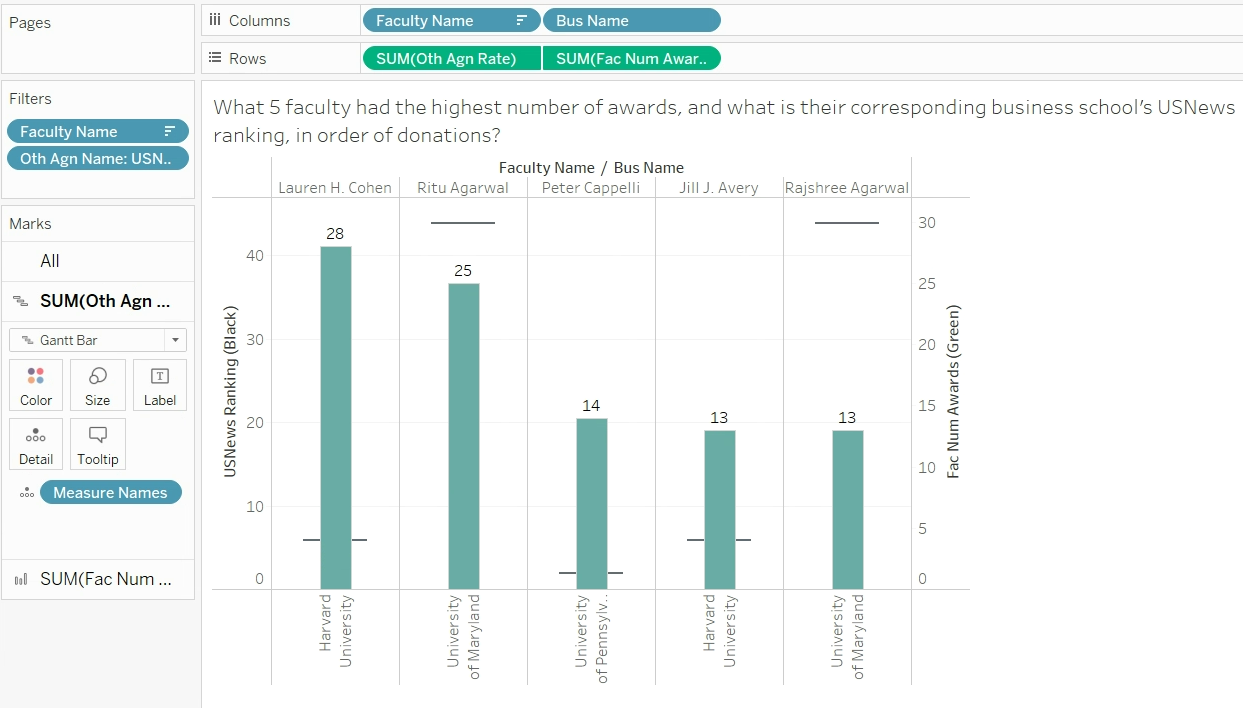 Pages
Columns
Faculty Name
Bus Name
Rows
SUM(Oth Agn Rate)
SUM(Fac Num Awar..
Filters
Faculty Name
Oth Agn Name: USN..
Marks
All
SUM(Oth Agn ...
Gantt Bar
Color
Size
T
Label
Detail
Tooltip
Measure Names
SUM(Fac Num ...
What 5 faculty had the highest number of awards, and what is their corresponding business school's USNews
ranking, in order of donations?
Faculty Name / Bus Name
Lauren H. Cohen
Ritu Agarwal
Peter Cappelli
Jill J. Avery
Rajshree Agarwal
USNews Ranking (Black)
40
30
20
10
0
28
25
14
13
13
30
25
20
15
10
5
0
Fac Num Awards (Green)
Harvard
University
University
of Maryland
University
of Pennsylv..
Harvard
University
University
of Maryland